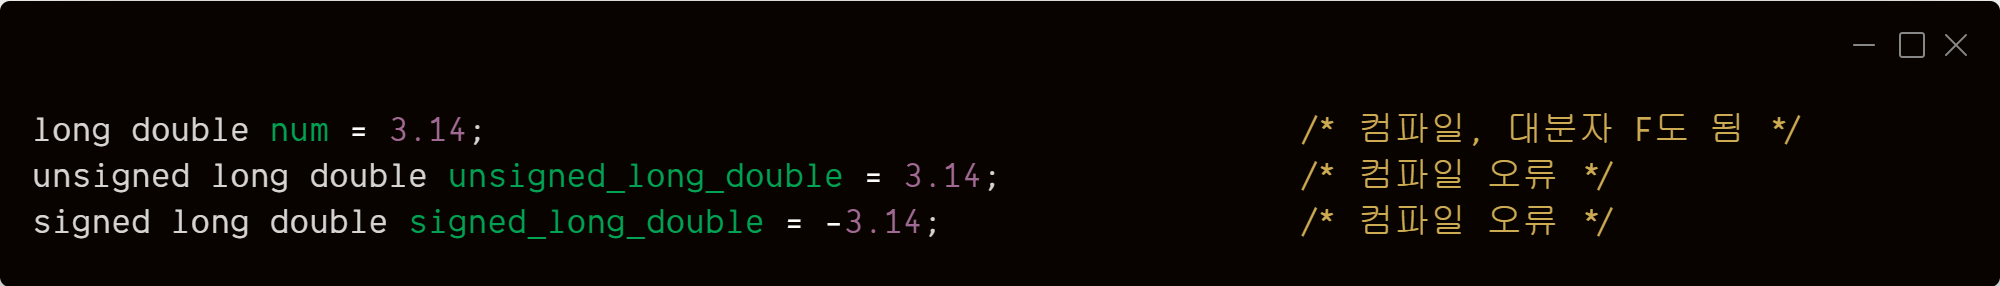 long double num = 3.14; /* 컴파일, 대문자 F도 됨 */
unsigned long double unsigned_long_double = 3.14; /* 컴파일 오류 */
signed long double signed_long_double = -3.14; /* 컴파일 오류 */